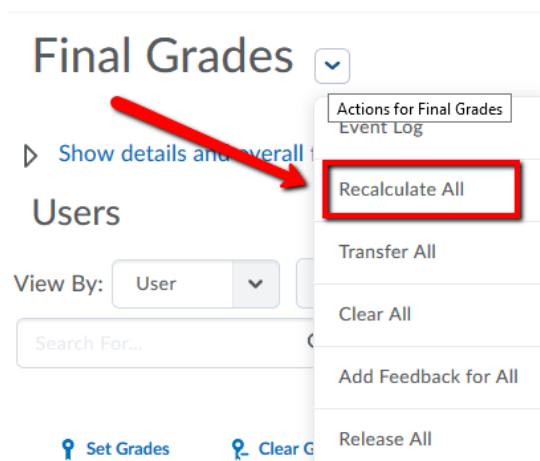 Final Grades
Actions for Final Grades
Event Log
Show details and overall
Recalculate All
Users
Transfer All
View By: User
Clear All
Search For...
Add Feedback for All
Set Grades
Clear G
Release All